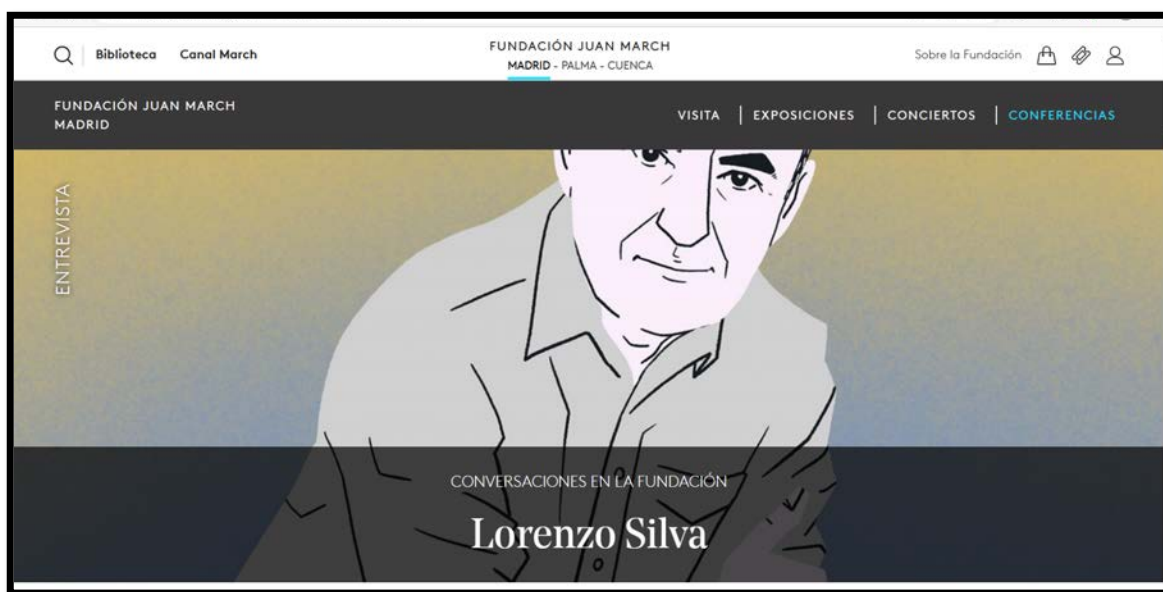 Biblioteca Canal March
FUNDACIÓN JUAN MARCH
MADRID - PALMA - CUENCA
Sobre la Fundación
FUNDACIÓN JUAN MARCH
MADRID
VISITA | EXPOSICIONES | CONCIERTOS | CONFERENCIAS
ENTREVISTA
CONVERSACIONES EN LA FUNDACIÓN
Lorenzo Silva